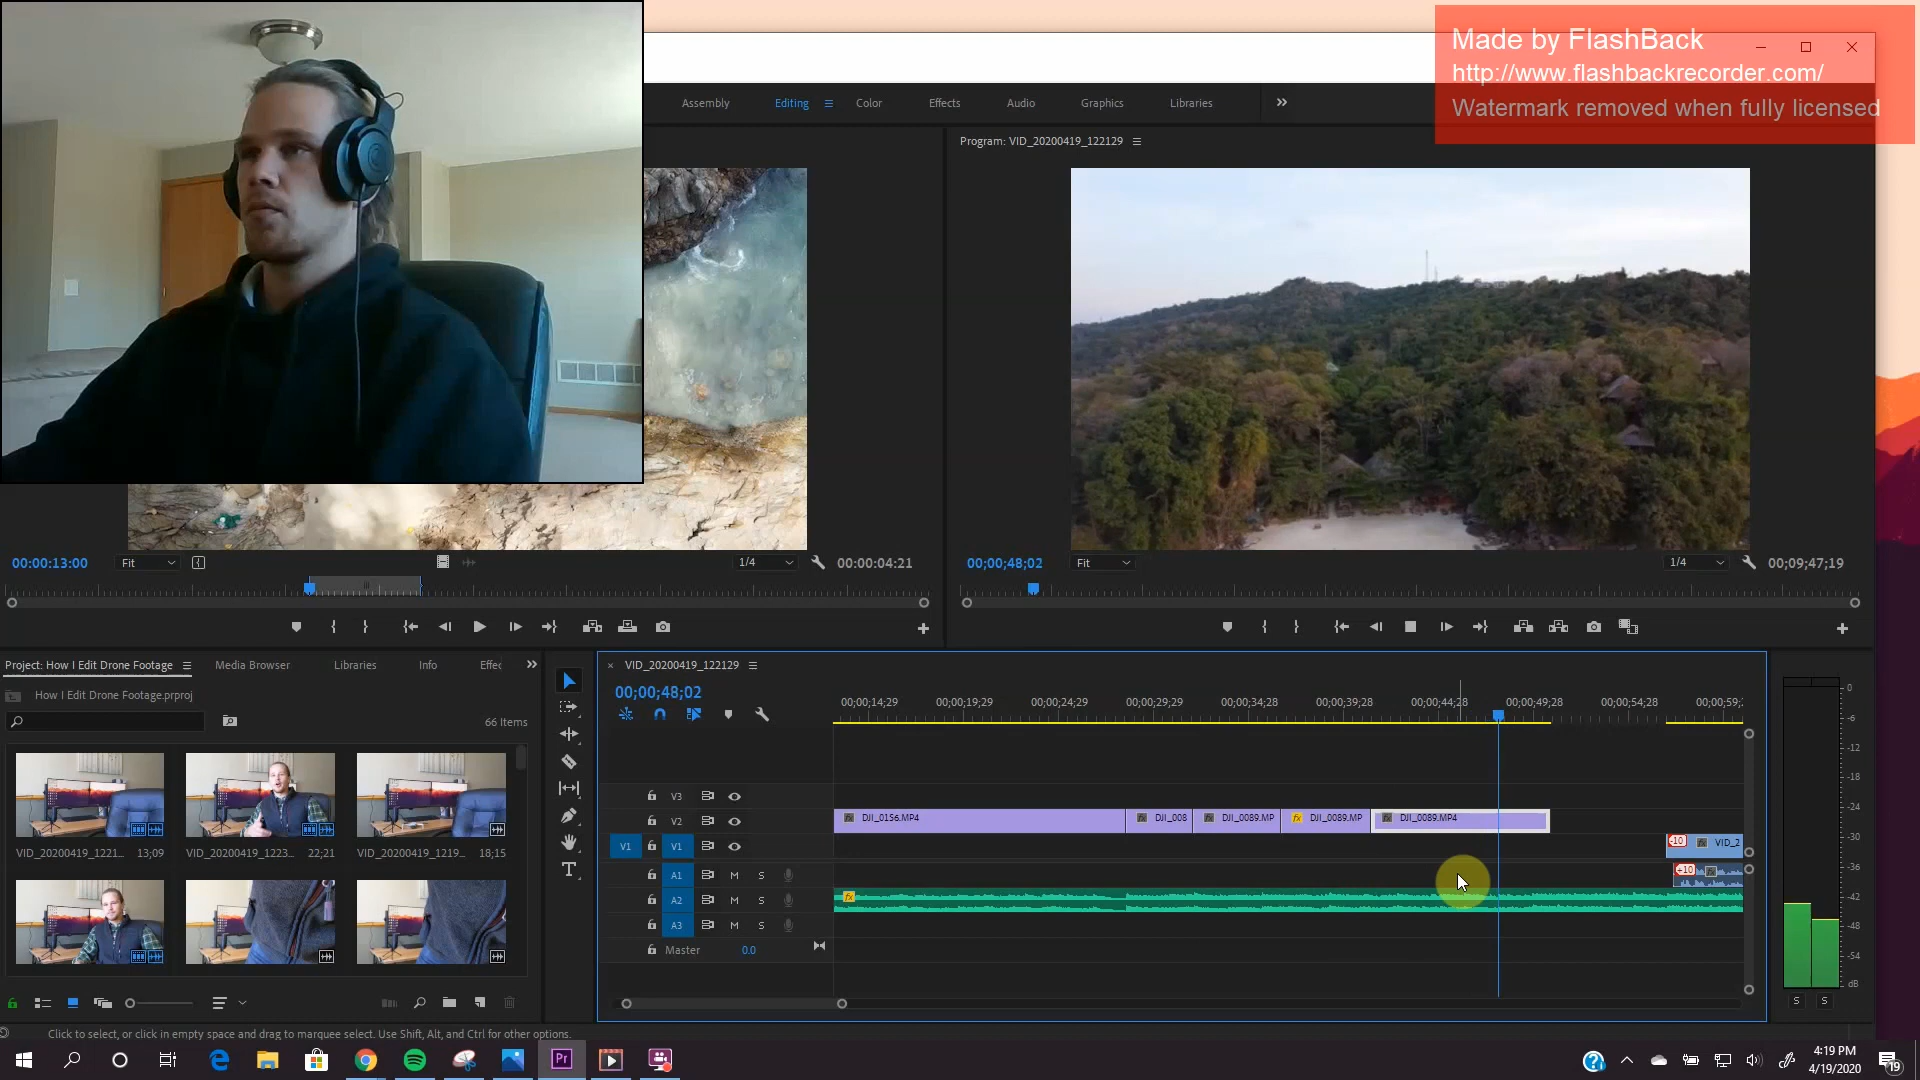 Made by FlashBack
http://www.flashbackrecorder.com/
Watermark removed when fully licensed
Assembly
Editing
Color
Effects
Audio
Graphics
Libraries
Program: VID_20200419_122129
00:00:13:00
Fit
1/4
00:00:04:21
00;00;48;02
Fit
1/4
00;09;47;19
Project: How I Edit Drone Footage
Media Browser
Libraries
Info
Effec
How I Edit Drone Footage.prproj
66 Items
VID_20200419_1221... 13;09
VID_20200419_1223... 22;21
VID_20200419_1219... 18;15
VID_20200419_122129
00;00;48;02
00;00;14;29
00;00;19;29
00;00;24;29
00;00;29;29
00;00;34;28
00;00;39;28
00;00;44;28
00;00;49;28
00;00;54;28
00;00;59;
V3
V2
DJI_0156.MP4
DJI_008
DJI_0089.MP
DJI_0089.MP
DJI_0089.MP4
V1
V1
-10
VID_2
A1
M
S
+10
A2
M
S
fx
A3
M
S
Master
0.0
0
-6
-12
-18
-24
-30
-36
-42
-48
-54
dB
S
S
Click to select, or click in empty space and drag to marquee select. Use Shift, Alt, and Ctrl for other options.
Pr
4:19 PM
4/19/2020
19